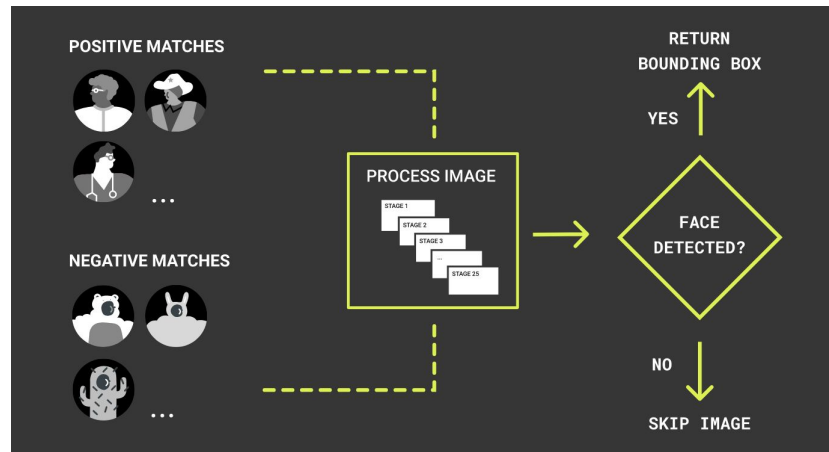 POSITIVE MATCHES
...
NEGATIVE MATCHES
...
PROCESS IMAGE
STAGE 1
STAGE 2
STAGE 3
...
STAGE 25
FACE
DETECTED?
YES
RETURN
BOUNDING BOX
NO
SKIP IMAGE